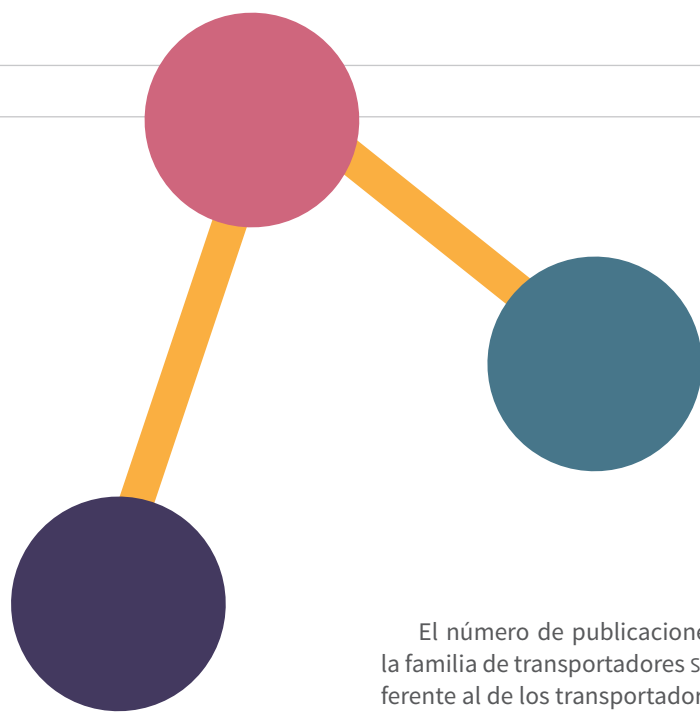 El número de publicacione
la familia de transportadores S
ferente al de los transportador